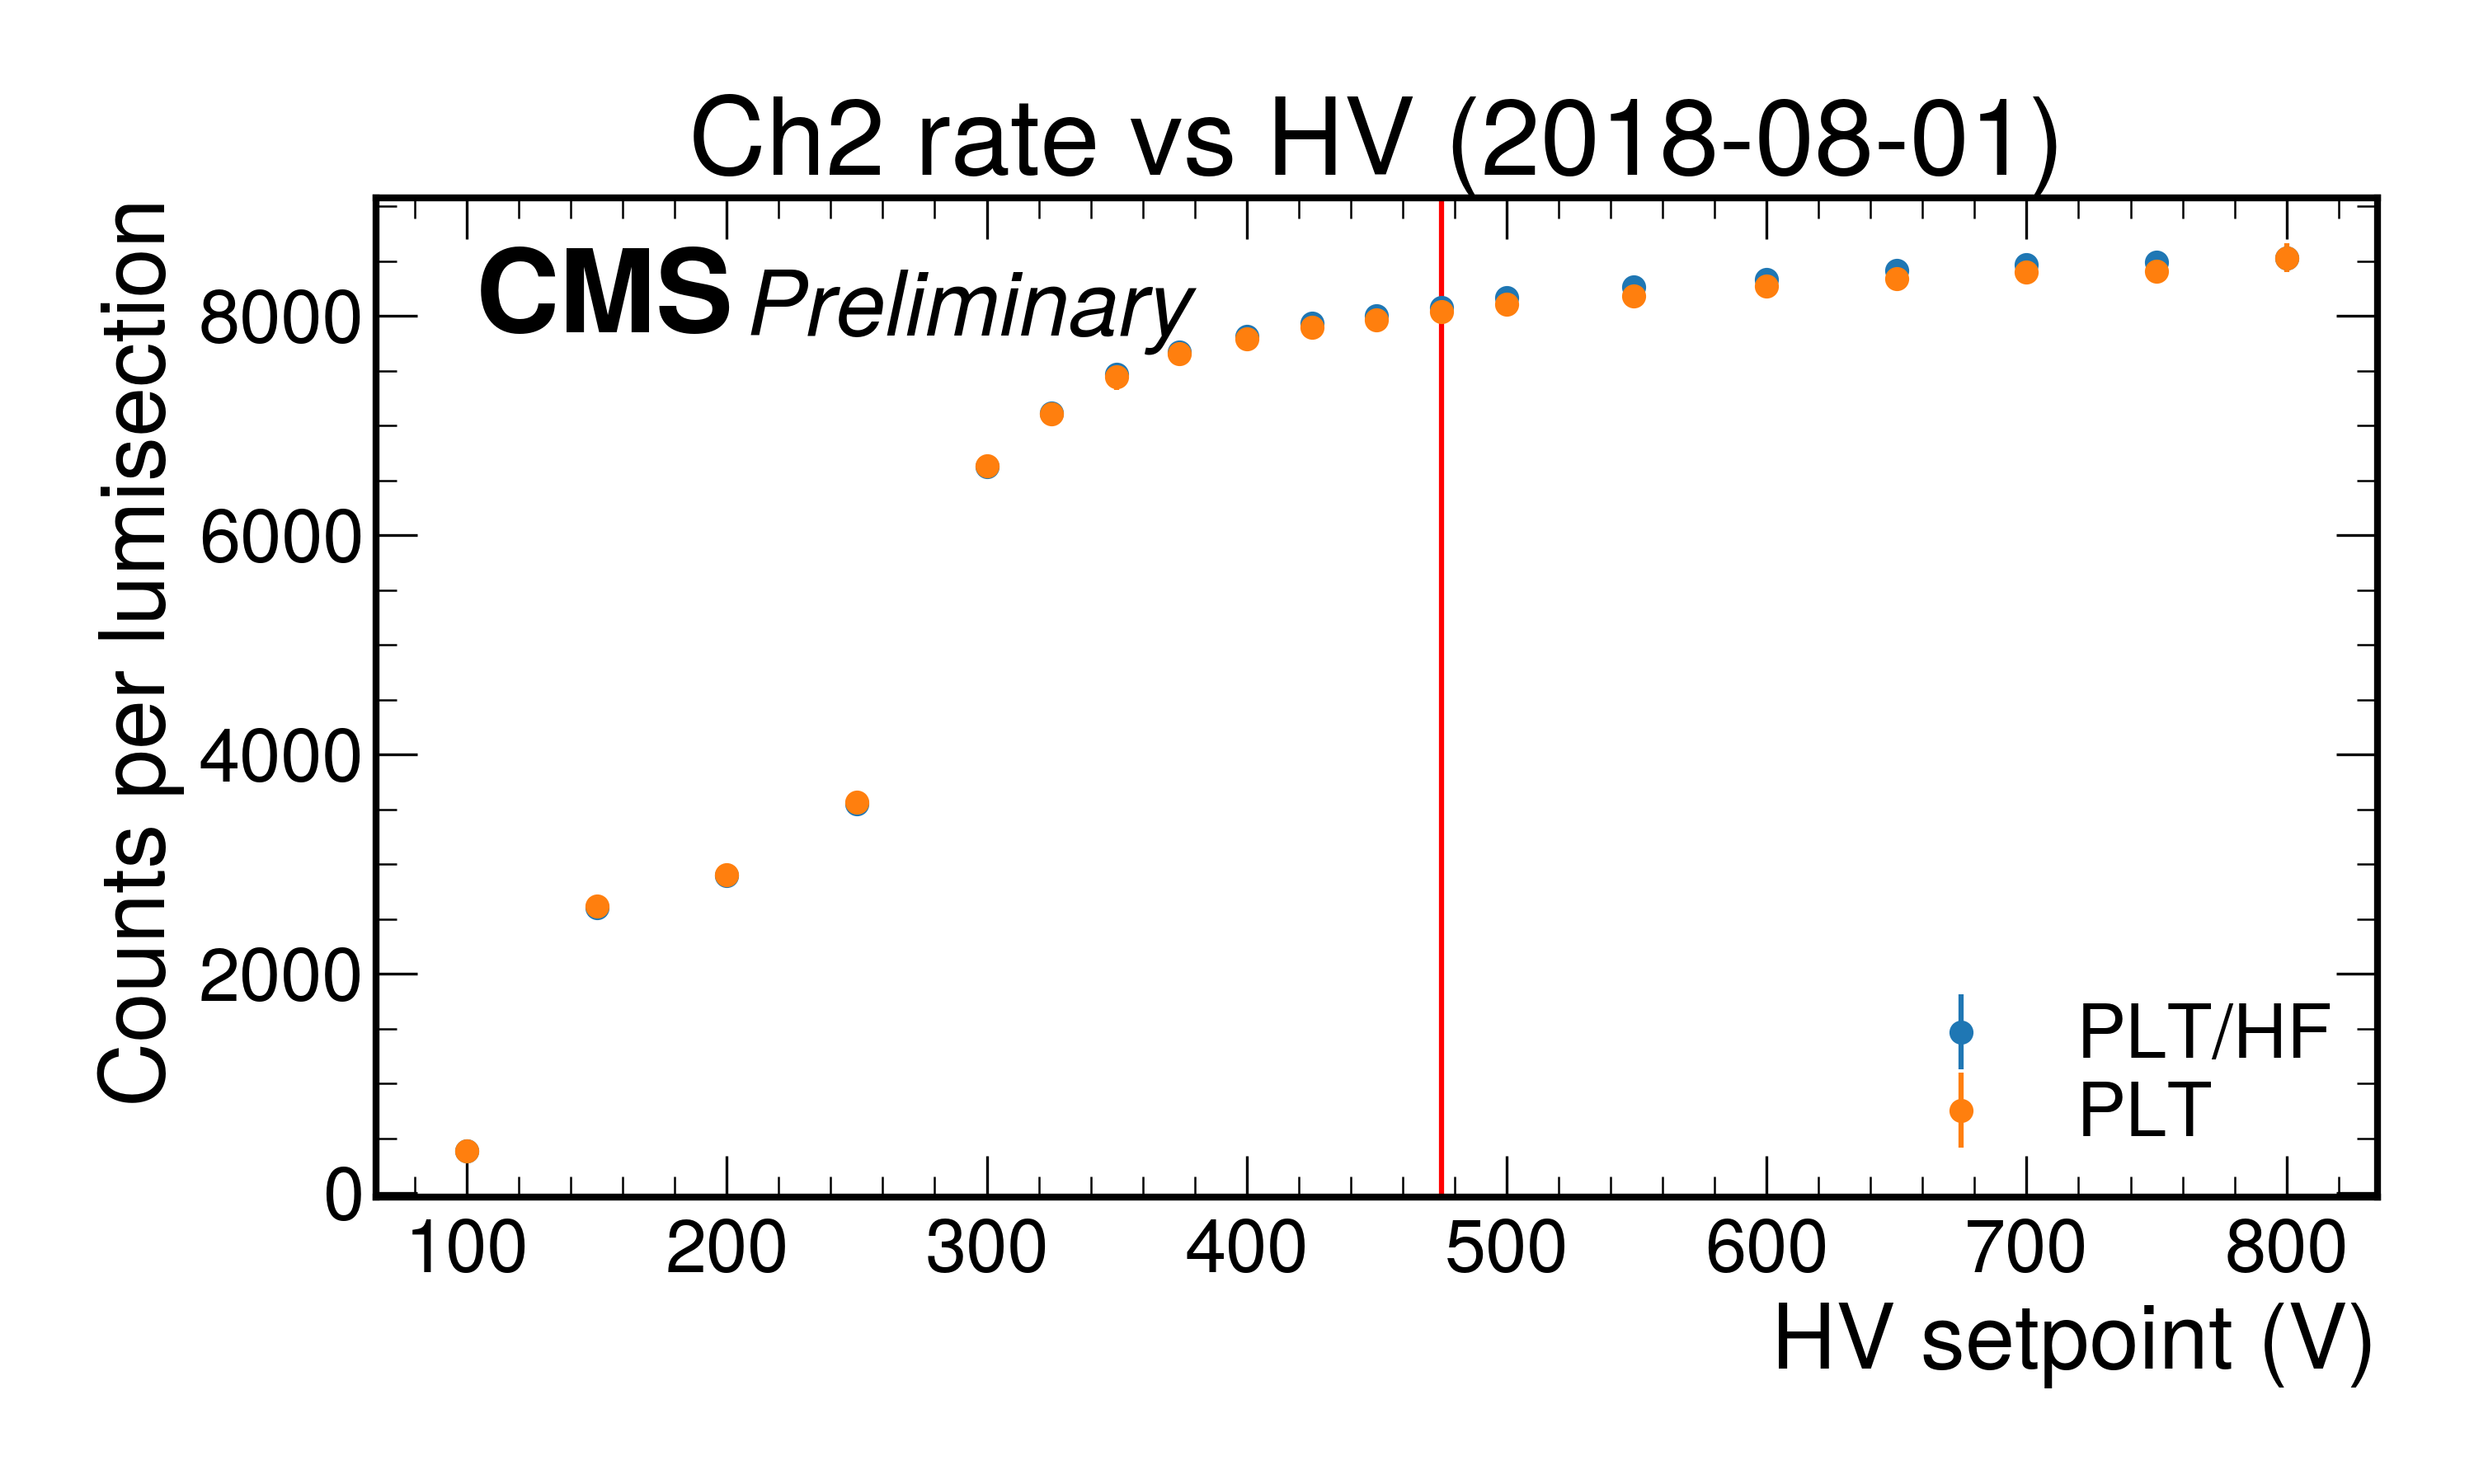 Ch2 rate vs HV (2018-08-01)
CMS Preliminary
Counts per lumisection
8000
6000
4000
2000
0
PLT/HF
PLT
100 200 300 400 500 600 700 800
HV setpoint (V)